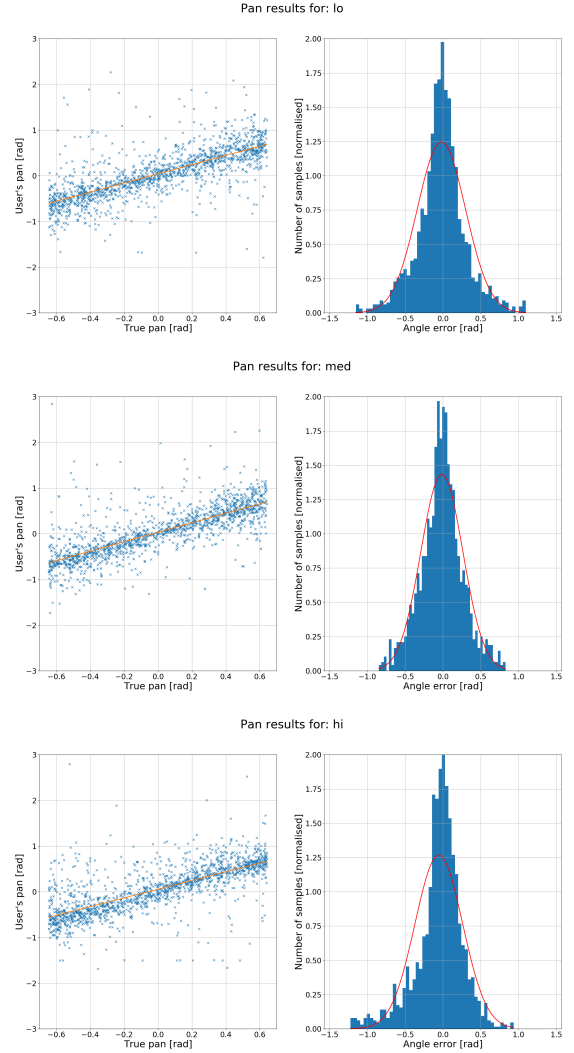 Pan results for: lo
3
2
1
0
−1
−2
−3
User's pan [rad]
−0.6 −0.4 −0.2 0.0 0.2 0.4 0.6
True pan [rad]
2.00
1.75
1.50
1.25
1.00
0.75
0.50
0.25
0.00
Number of samples [normalised]
−1.5 −1.0 −0.5 0.0 0.5 1.0 1.5
Angle error [rad]
Pan results for: med
3
2
1
0
−1
−2
−3
User's pan [rad]
−0.6 −0.4 −0.2 0.0 0.2 0.4 0.6
True pan [rad]
2.00
1.75
1.50
1.25
1.00
0.75
0.50
0.25
0.00
Number of samples [normalised]
−1.5 −1.0 −0.5 0.0 0.5 1.0 1.5
Angle error [rad]
Pan results for: hi
3
2
1
0
−1
−2
−3
User's pan [rad]
−0.6 −0.4 −0.2 0.0 0.2 0.4 0.6
True pan [rad]
2.00
1.75
1.50
1.25
1.00
0.75
0.50
0.25
0.00
Number of samples [normalised]
−1.5 −1.0 −0.5 0.0 0.5 1.0 1.5
Angle error [rad]